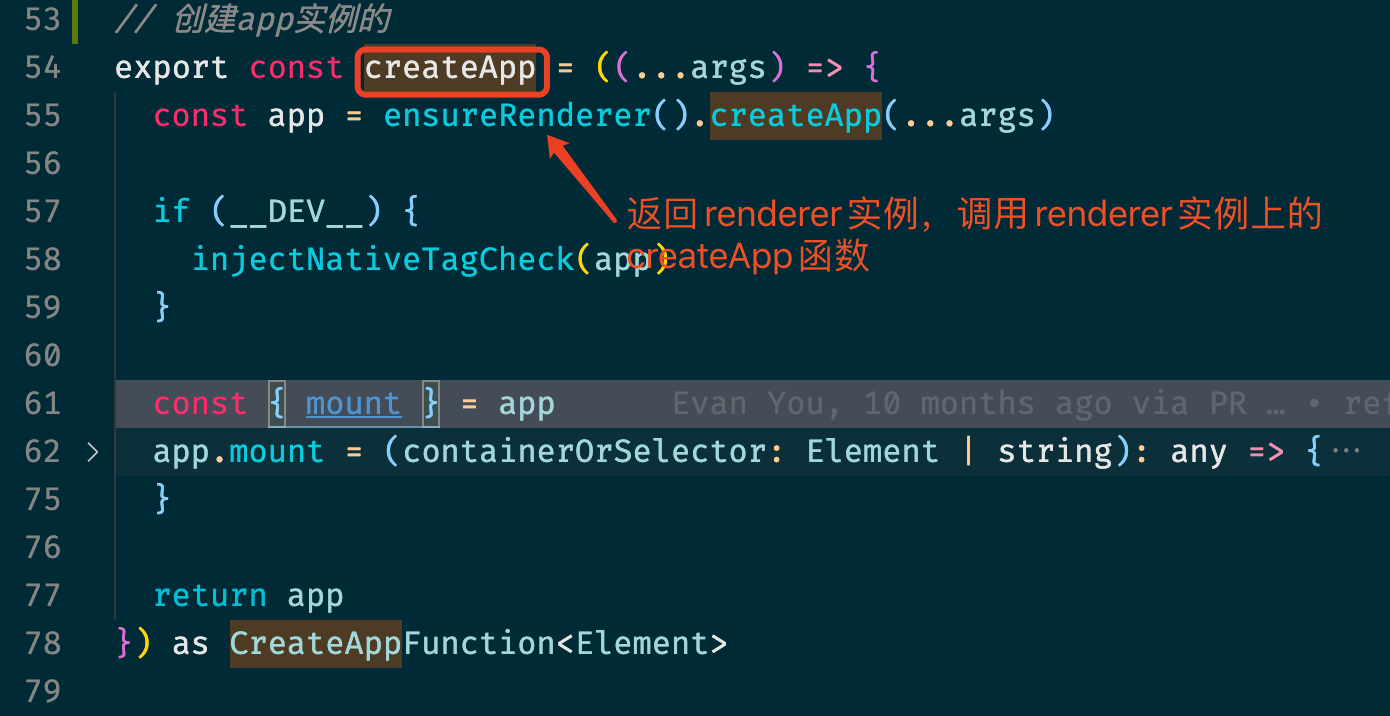 53 // 创建app实例的
54 export const createApp = ((...args) => {
55 const app = ensureRenderer().createApp(...args)
56
57 if (__DEV__) {
返回renderer实例，调用renderer实例上的
58 injectNativeTagCheck(app)
createApp函数
59 }
60
61 const { mount } = app Evan You, 10 months ago via PR … • ref
62 app.mount = (containerOrSelector: Element | string): any => {…
75 }
76
77 return app
78 }) as CreateAppFunction<Element>
79